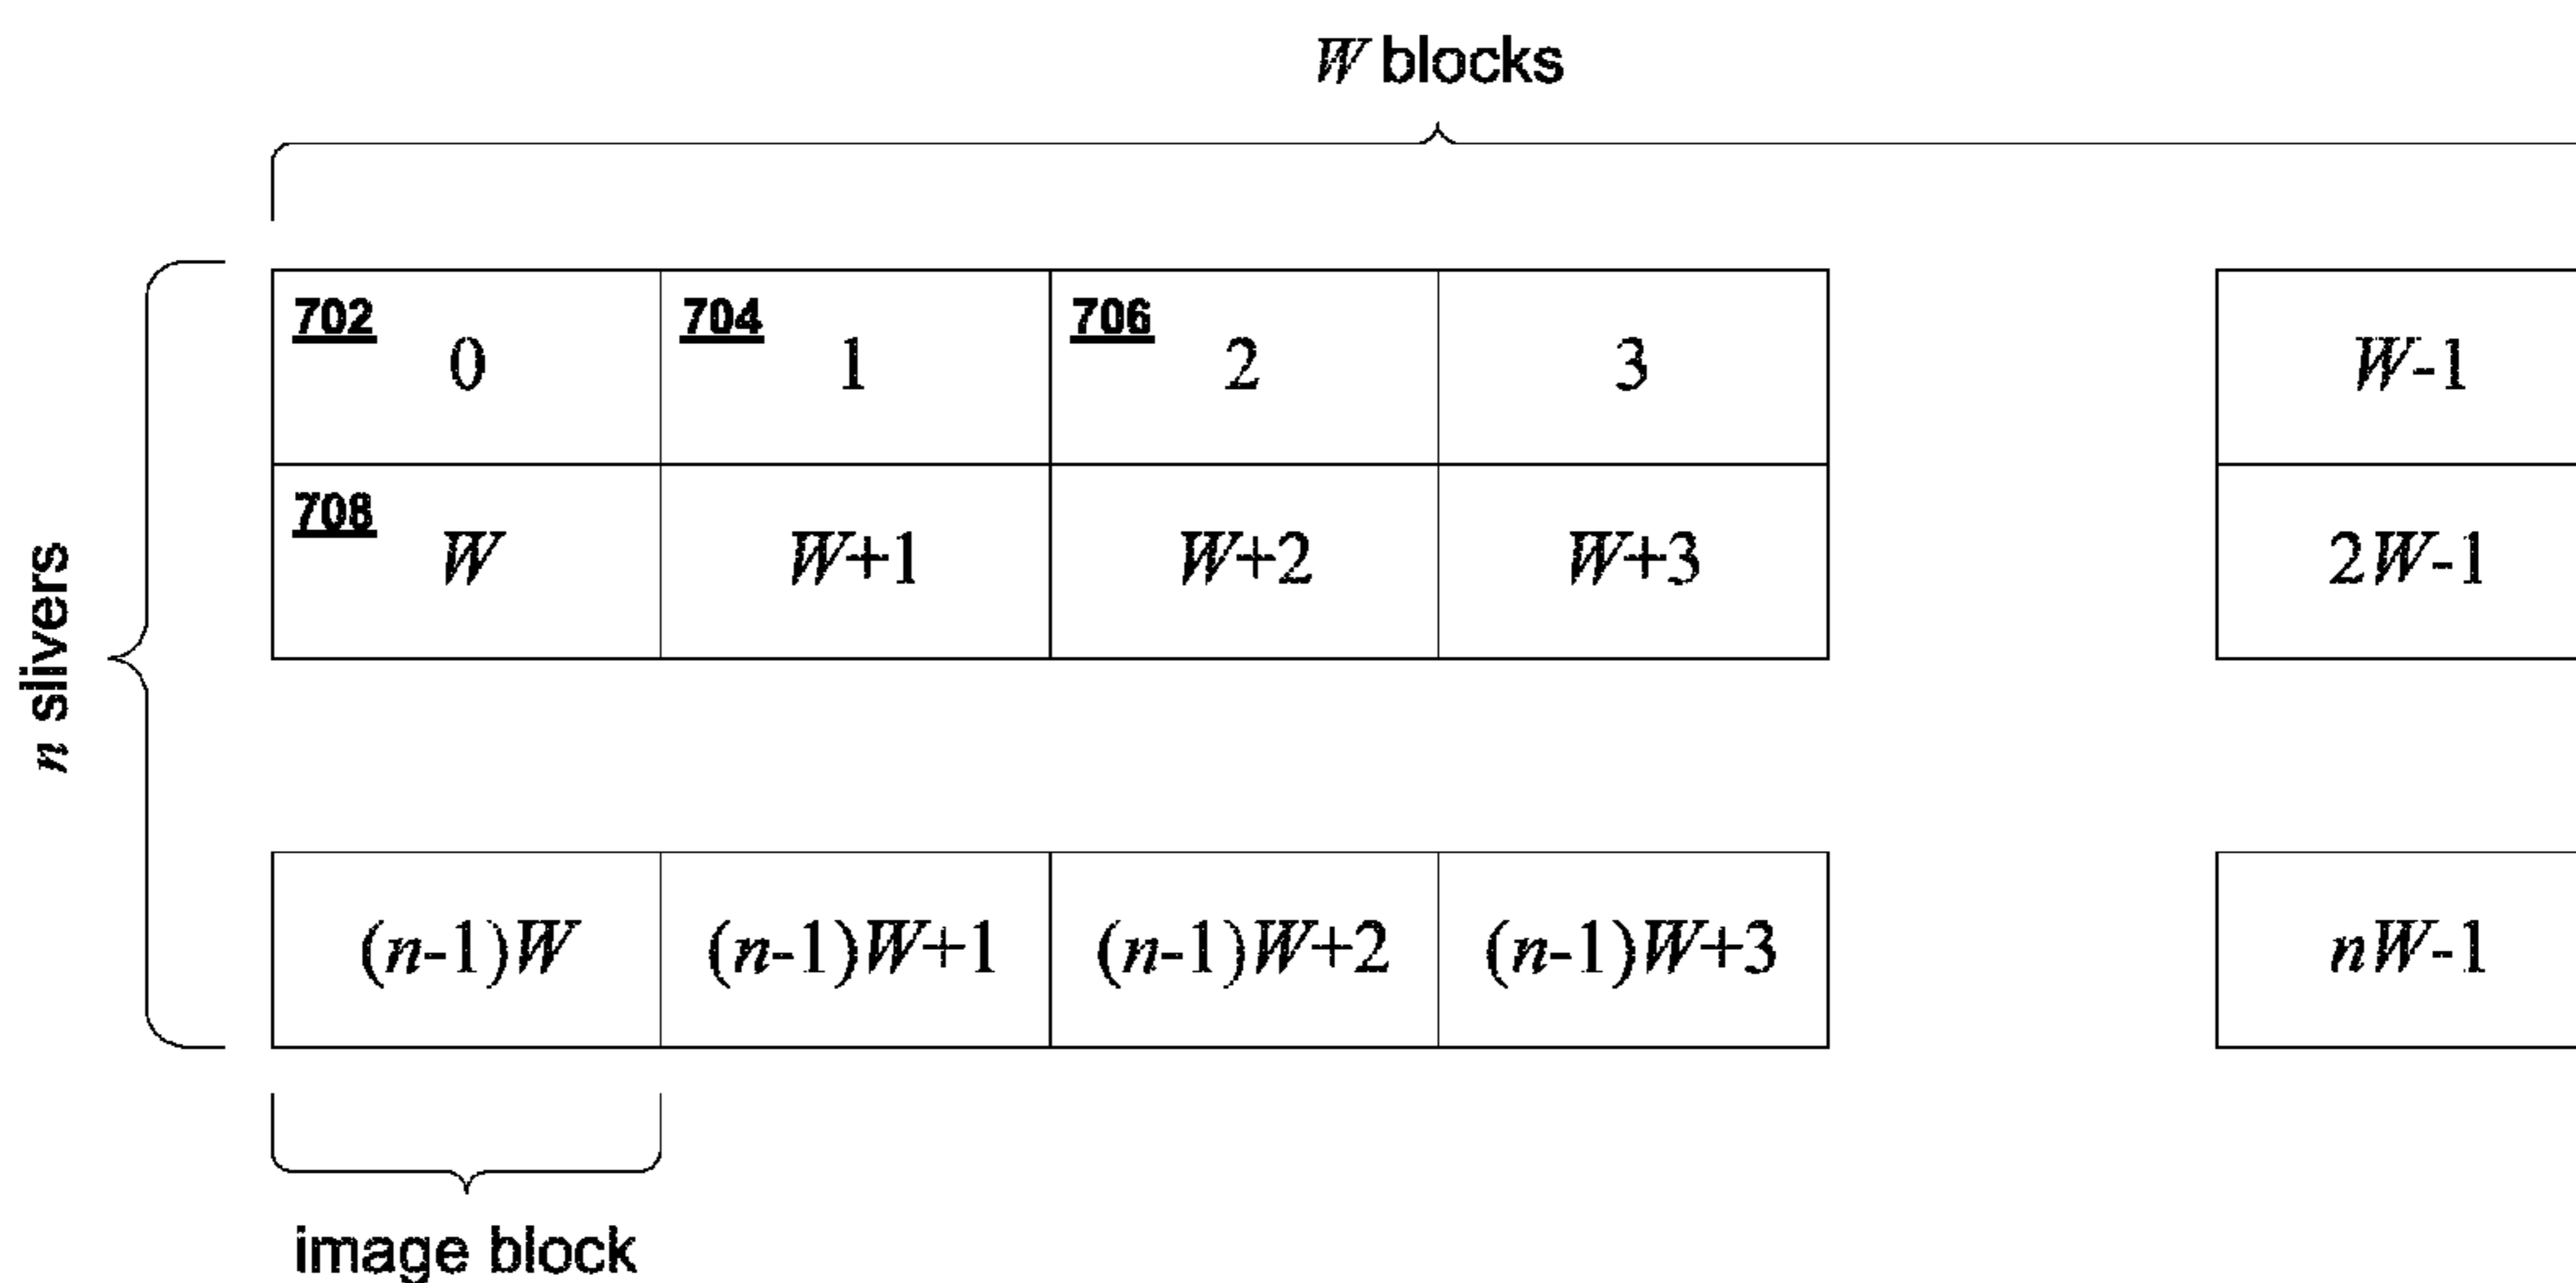 W blocks
702 0 704 1 706 2 3 W-1
708 W W+1 W+2 W+3 2W-1
n slivers
(n-1)W (n-1)W+1 (n-1)W+2 (n-1)W+3 nW-1
image block